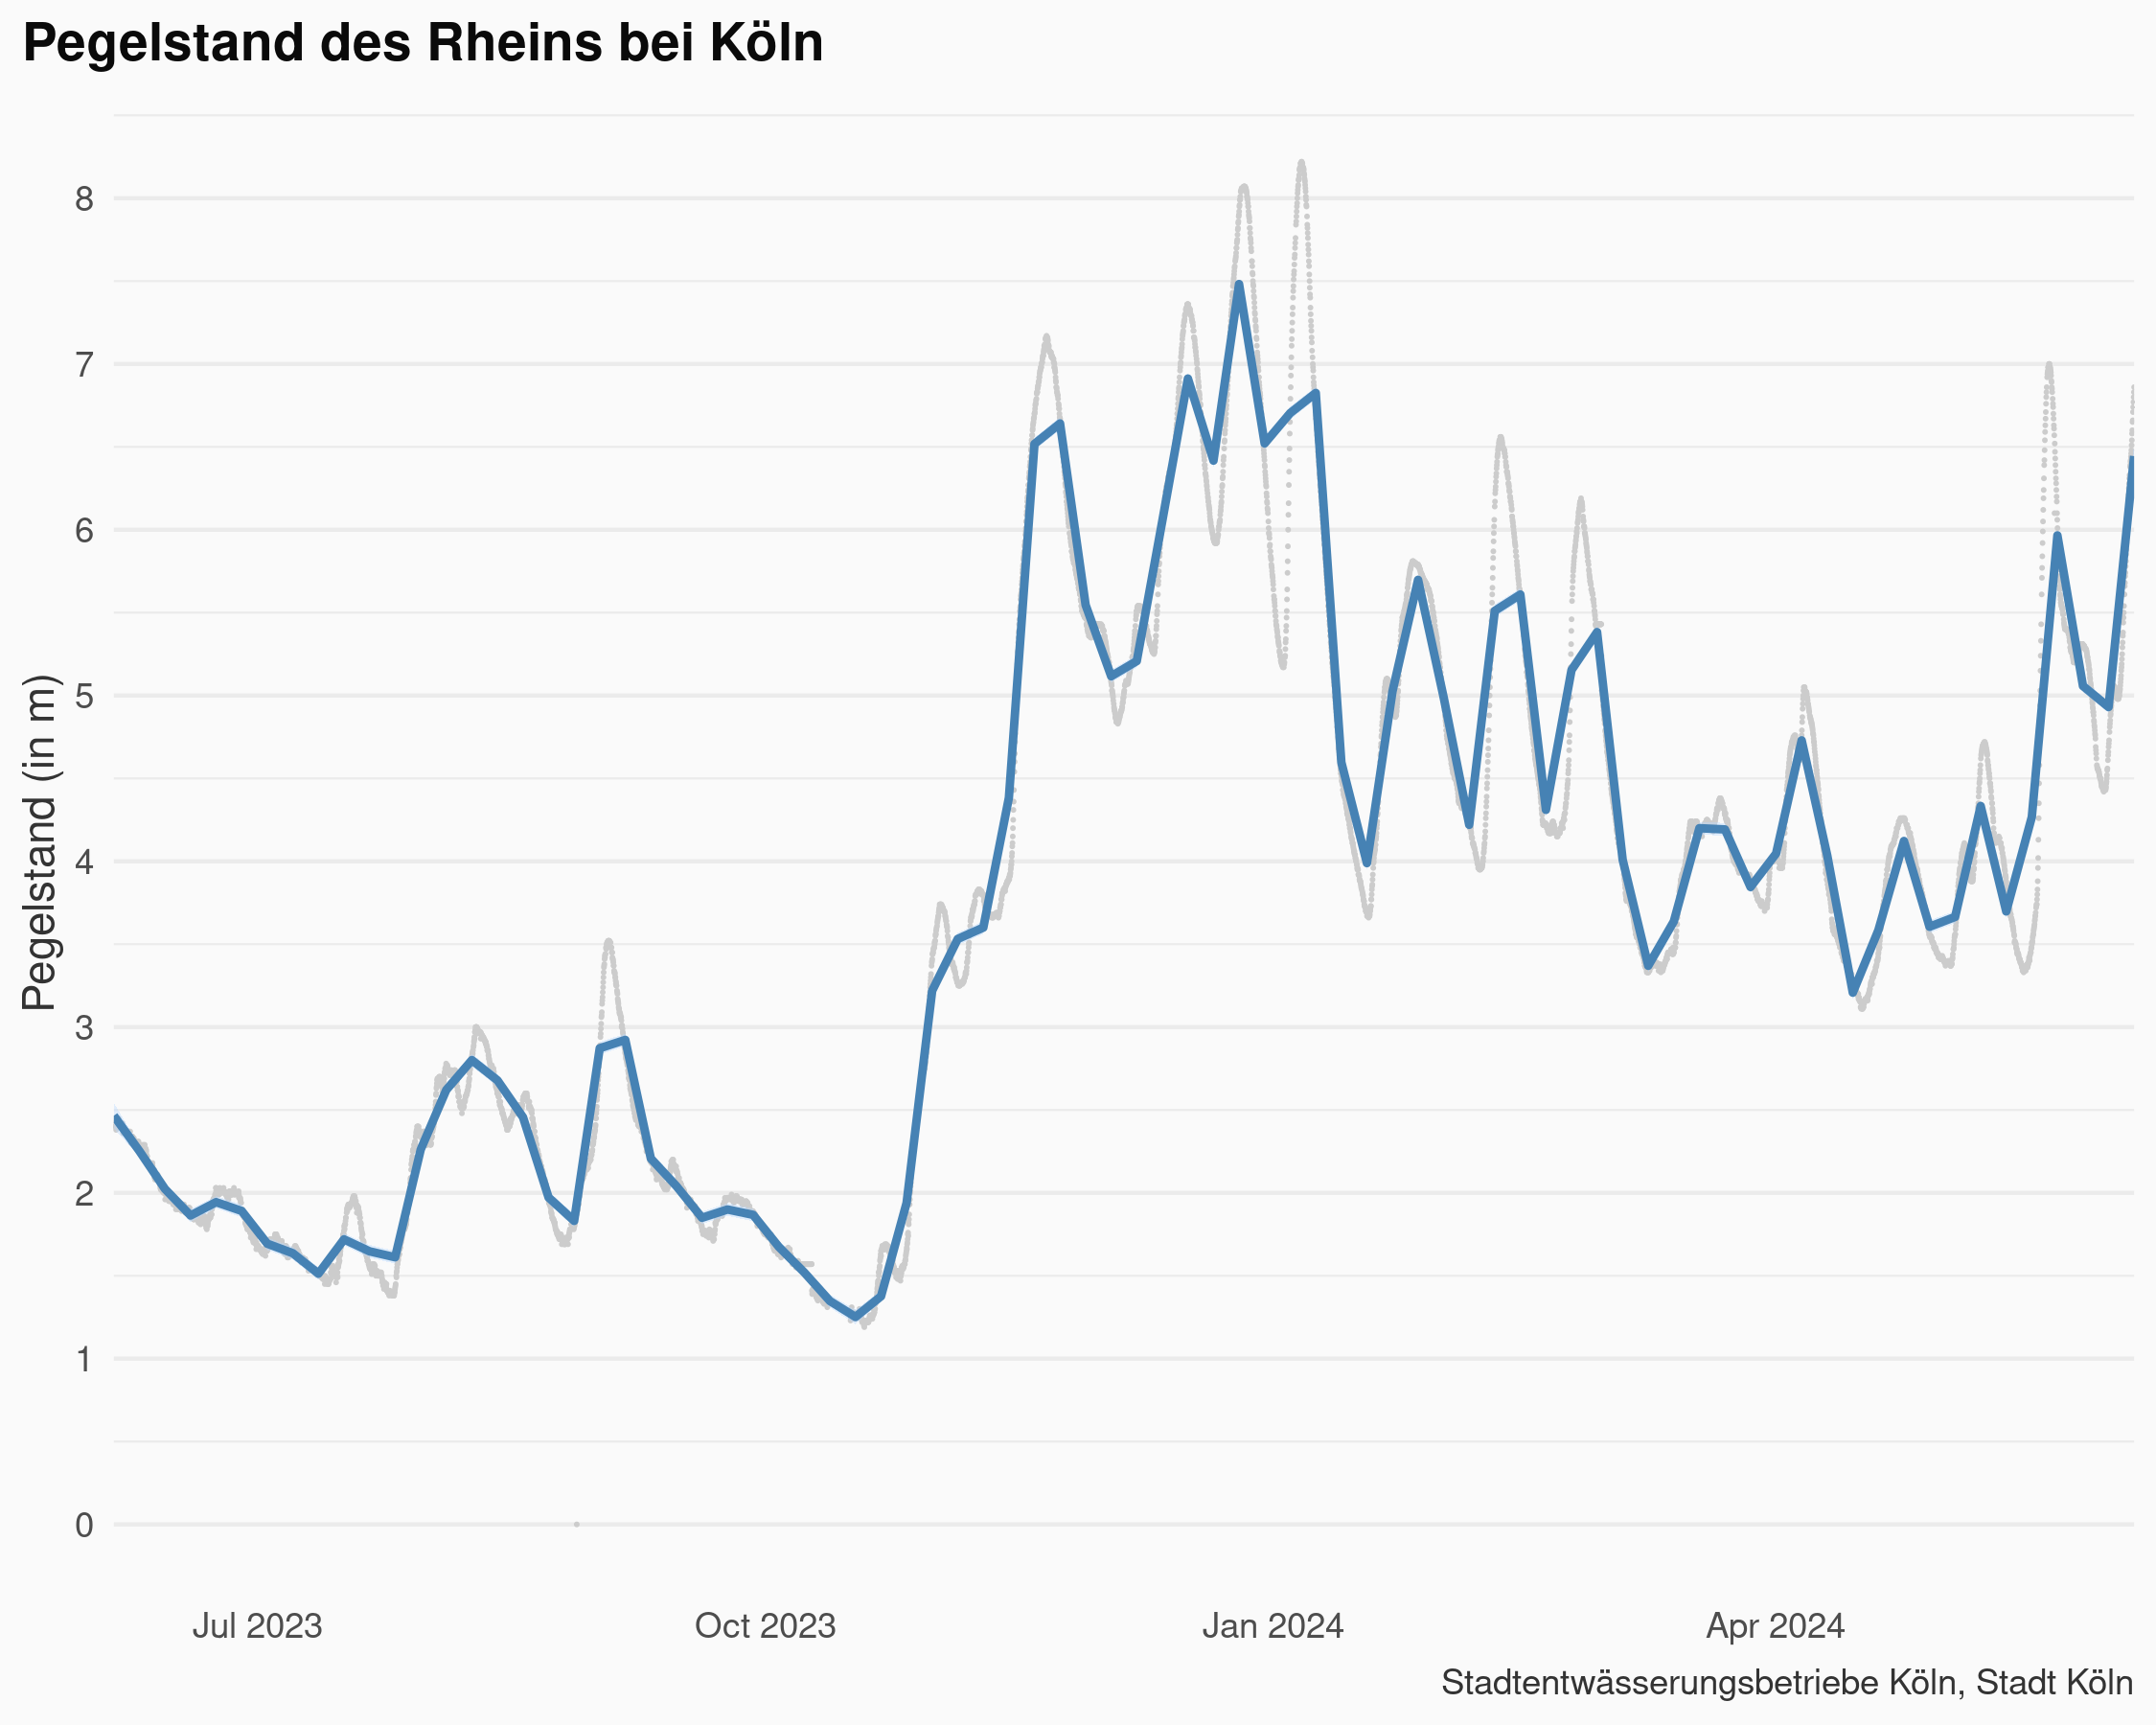 Pegelstand des Rheins bei Köln
Pegelstand (in m)
8
7
6
5
4
3
2
1
0
Jul 2023 Oct 2023 Jan 2024 Apr 2024
Stadtentwässerungsbetriebe Köln, Stadt Köln